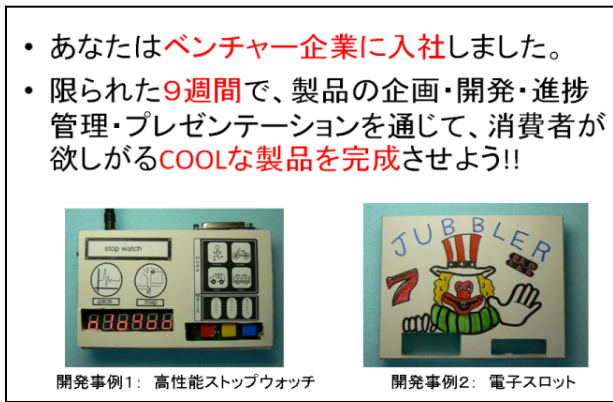 • あなたはベンチャー企業に入社しました。
• 限られた9週間で、製品の企画・開発・進捗
管理・プレゼンテーションを通じて、消費者が
欲しがるCOOLな製品を完成させよう!!
stop watch
pace
map
JUBBLER
7
開発事例1: 高性能ストップウォッチ
開発事例2: 電子スロット